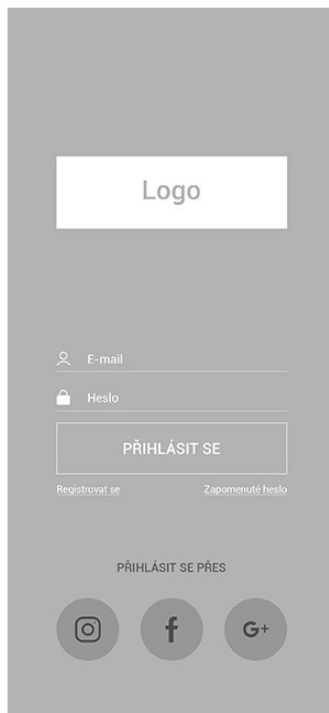 Logo
E-mail
Heslo
PŘIHLÁSIT SE
Registrovat se
Zapomenuté heslo
PŘIHLÁSIT SE PŘES
f
G+